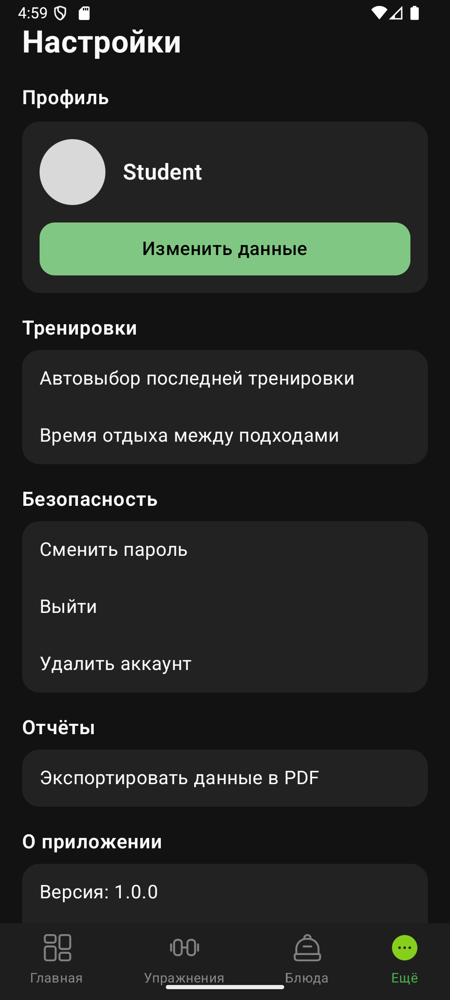 4:59
Настройки
Профиль
Student
Изменить данные
Тренировки
Автовыбор последней тренировки
Время отдыха между подходами
Безопасность
Сменить пароль
Выйти
Удалить аккаунт
Отчёты
Экспортировать данные в PDF
О приложении
Версия: 1.0.0
Главная
Упражнения
Блюда
Ещё